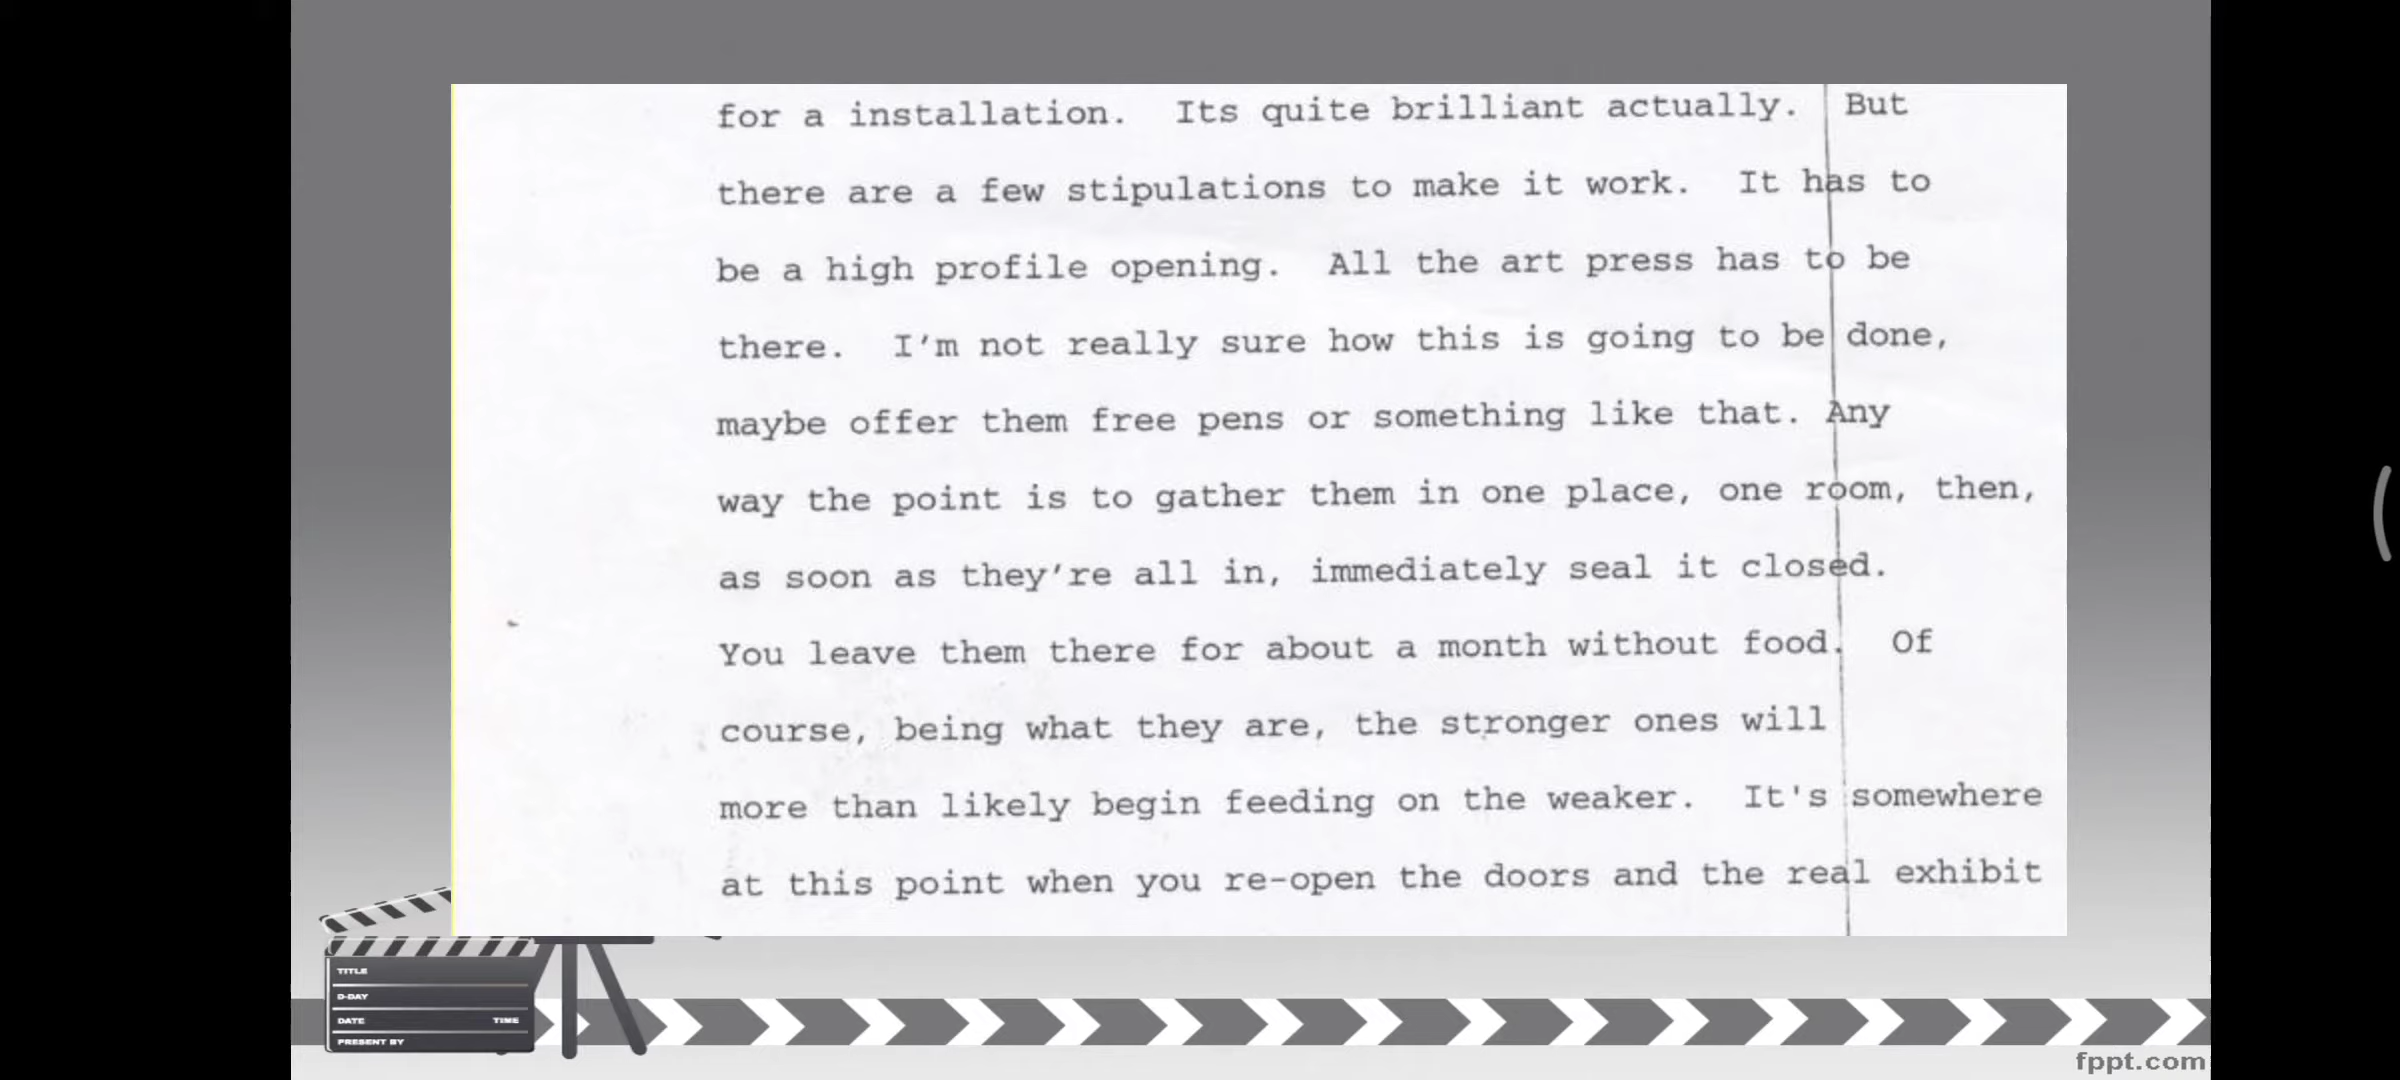 for a installation.  Its quite brilliant actually.  But
there are a few stipulations to make it work.  It has to
be a high profile opening.  All the art press has to be
there.  I'm not really sure how this is going to be done,
maybe offer them free pens or something like that. Any
way the point is to gather them in one place, one room, then,
as soon as they're all in, immediately seal it closed.
You leave them there for about a month without food.  Of
course, being what they are, the stronger ones will
more than likely begin feeding on the weaker.  It's somewhere
at this point when you re-open the doors and the real exhibit
TITLE
D-DAY
DATE TIME
PRESENT BY
fppt.com